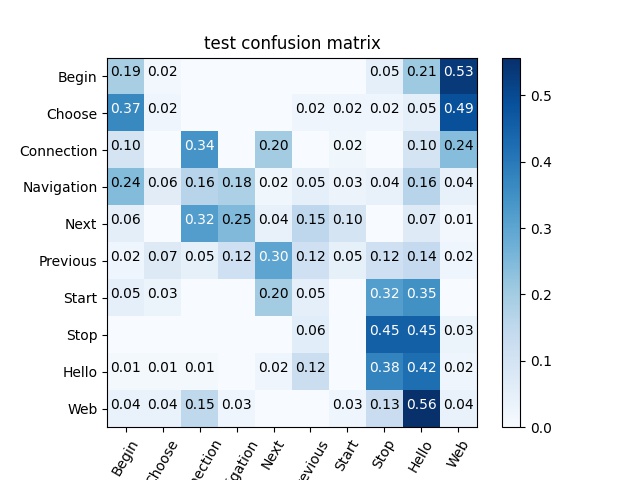 test confusion matrix
Begin 0.19 0.02 0.05 0.21 0.53
Choose 0.37 0.02 0.02 0.02 0.02 0.05 0.49
Connection 0.10 0.34 0.20 0.02 0.10 0.24
Navigation 0.24 0.06 0.16 0.18 0.02 0.05 0.03 0.04 0.16 0.04
Next 0.06 0.32 0.25 0.04 0.15 0.10 0.07 0.01
Previous 0.02 0.07 0.05 0.12 0.30 0.12 0.05 0.12 0.14 0.02
Start 0.05 0.03 0.20 0.05 0.32 0.35
Stop 0.06 0.45 0.45 0.03
Hello 0.01 0.01 0.01 0.02 0.12 0.38 0.42 0.02
Web 0.04 0.04 0.15 0.03 0.03 0.13 0.56 0.04
Begin hoose ection igation Next evious Start Stop Hello Web
0.5
0.4
0.3
0.2
0.1
0.0